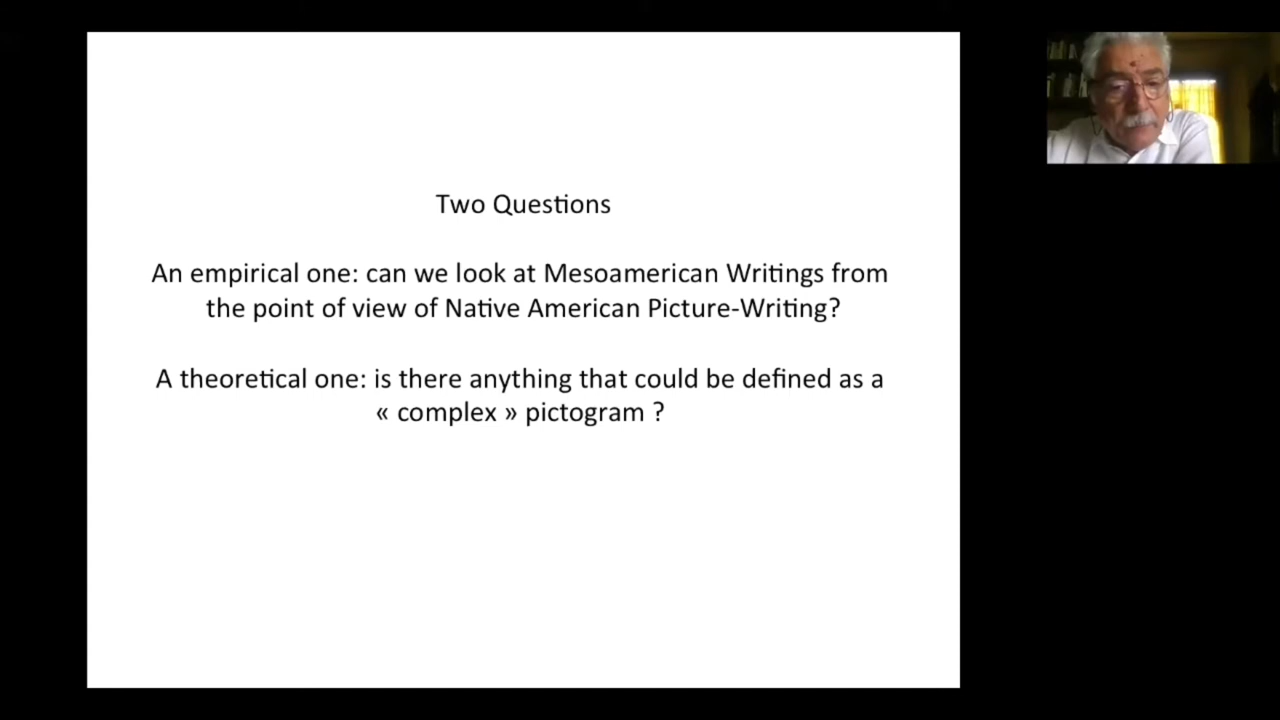 Two Questions
An empirical one: can we look at Mesoamerican Writings from
the point of view of Native American Picture-Writing?
A theoretical one: is there anything that could be defined as a
« complex » pictogram ?